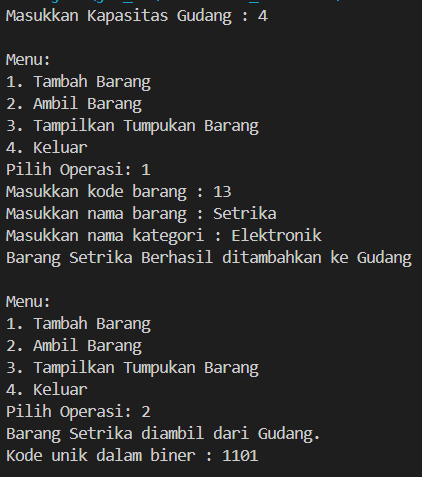 Masukkan Kapasitas Gudang : 4

Menu:
1. Tambah Barang
2. Ambil Barang
3. Tampilkan Tumpukan Barang
4. Keluar
Pilih Operasi: 1
Masukkan kode barang : 13
Masukkan nama barang : Setrika
Masukkan nama kategori : Elektronik
Barang Setrika Berhasil ditambahkan ke Gudang

Menu:
1. Tambah Barang
2. Ambil Barang
3. Tampilkan Tumpukan Barang
4. Keluar
Pilih Operasi: 2
Barang Setrika diambil dari Gudang.
Kode unik dalam biner : 1101